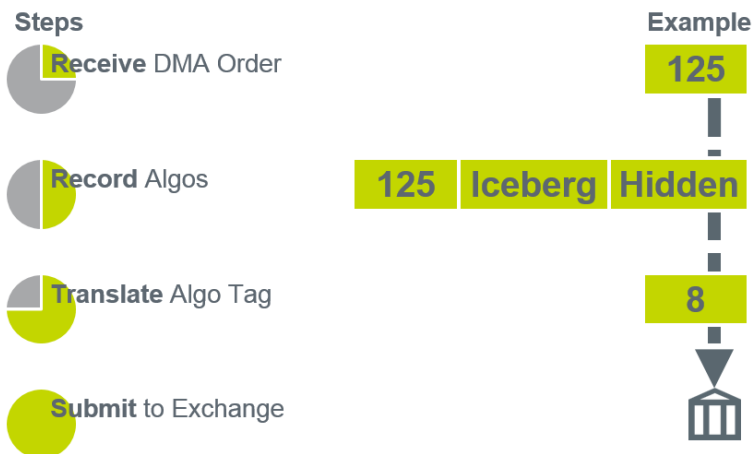 Steps
Example
Receive DMA Order
125
Record Algos
125 Iceberg Hidden
Translate Algo Tag
8
Submit to Exchange